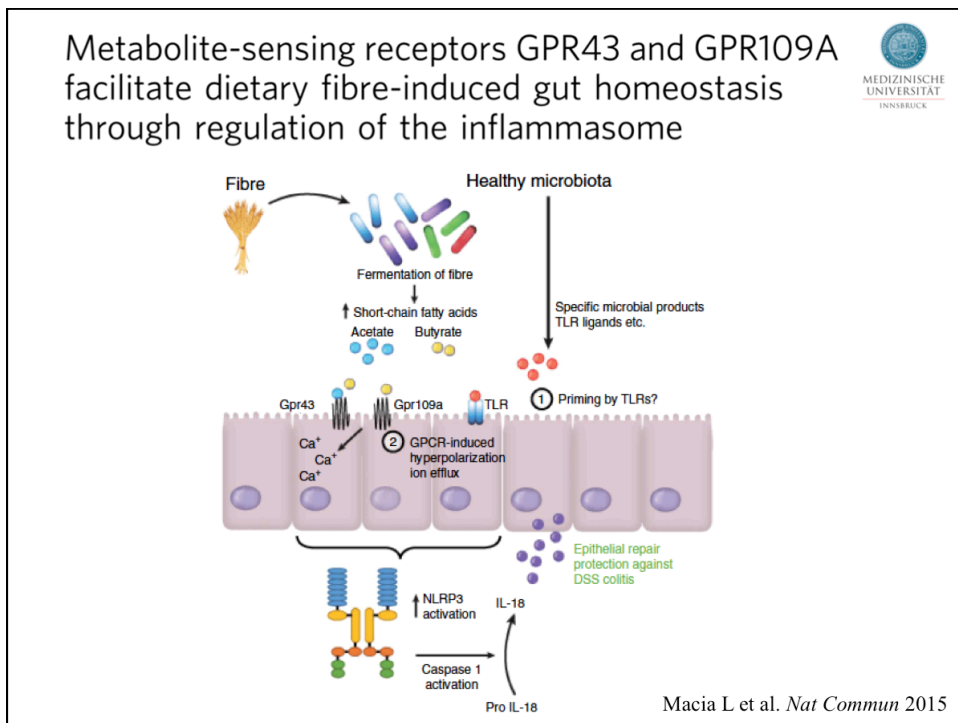 Metabolite-sensing receptors GPR43 and GPR109A
facilitate dietary fibre-induced gut homeostasis
through regulation of the inflammasome
MEDIZINISCHE
UNIVERSITÄT
INNSBRUCK
Fibre
Healthy microbiota
Fermentation of fibre
Short-chain fatty acids
Acetate
Butyrate
Specific microbial products
TLR ligands etc.
1 Priming by TLRs?
Gpr43
Gpr109a
TLR
Ca+
Ca+
Ca+
2 GPCR-induced
hyperpolarization
ion efflux
Epithelial repair
protection against
DSS colitis
NLRP3
activation
IL-18
Caspase 1
activation
Pro IL-18
Macia L et al. Nat Commun 2015